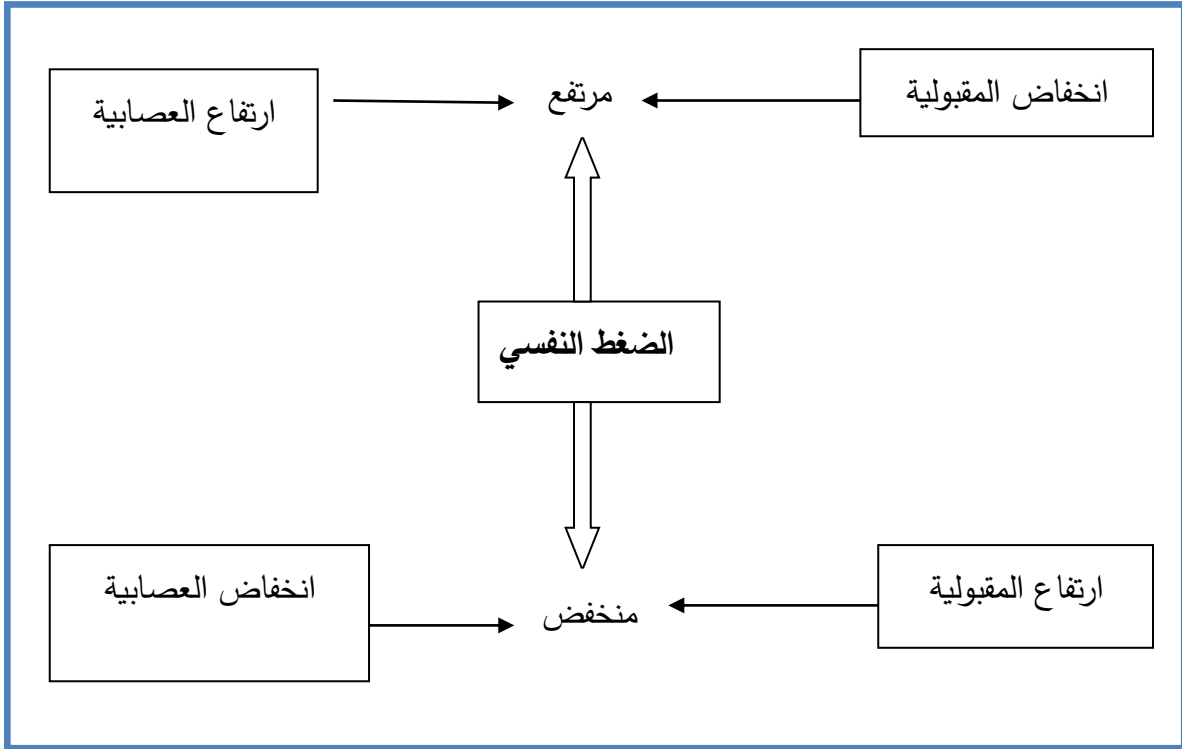 انخفاض المقبولية
مرتفع
ارتفاع العصابية
الضغط النفسي
ارتفاع المقبولية
منخفض
انخفاض العصابية